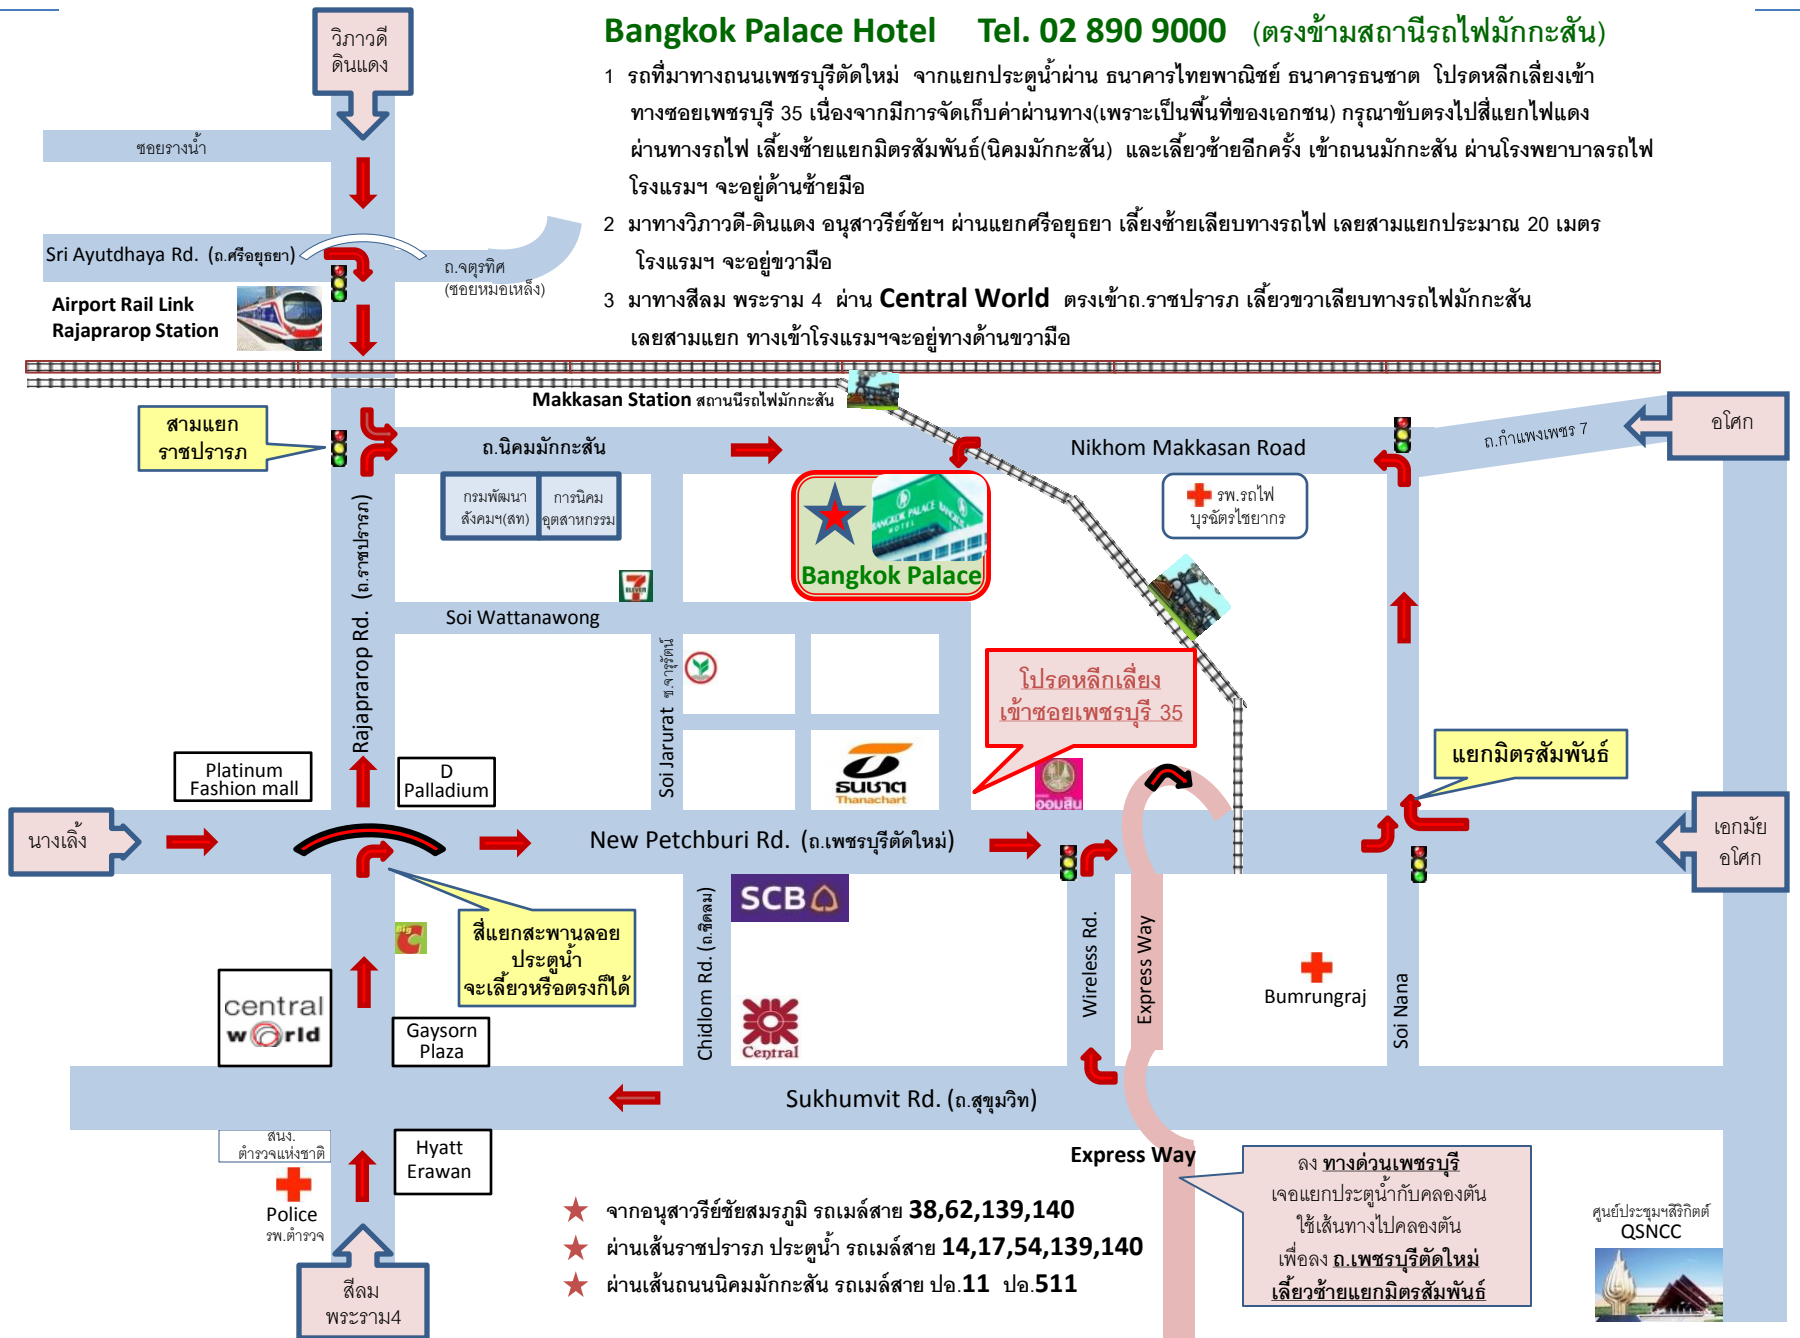 Bangkok Palace Hotel Tel. 02 890 9000 (ตรงข้ามสถานีรถไฟมักกะสัน)
1 รถที่มาทางถนนเพชรบุรีตัดใหม่ จากแยกประตูน้ำผ่าน ธนาคารไทยพาณิชย์ ธนาคารธนชาต โปรดหลีกเลี่ยงเข้า
ทางซอยเพชรบุรี 35 เนื่องจากมีการจัดเก็บค่าผ่านทาง(เพราะเป็นพื้นที่ของเอกชน) กรุณาขับตรงไปสี่แยกไฟแดง
ผ่านทางรถไฟ เลี้ยงซ้ายแยกมิตรสัมพันธ์(นิคมมักกะสัน) และเลี้ยวซ้ายอีกครั้ง เข้าถนนมักกะสัน ผ่านโรงพยาบาลรถไฟ
โรงแรมฯ จะอยู่ด้านซ้ายมือ
2 มาทางวิภาวดี-ดินแดง อนุสาวรีย์ชัยฯ ผ่านแยกศรีอยุธยา เลี้ยงซ้ายเลียบทางรถไฟ เลยสามแยกประมาณ 20 เมตร
โรงแรมฯ จะอยู่ขวามือ
3 มาทางสีลม พระราม 4 ผ่าน Central World ตรงเข้าถ.ราชปรารภ เลี้ยวขวาเลียบทางรถไฟมักกะสัน
เลยสามแยก ทางเข้าโรงแรมฯจะอยู่ทางด้านขวามือ
วิภาวดี
ดินแดง
ซอยรางน้ำ
Sri Ayutdhaya Rd. (ถ.ศรีอยุธยา)
ถ.จตุรทิศ
(ซอยหมอเหล็ง)
Airport Rail Link
Rajaprarop Station
Makkasan Station สถานนีรถไฟมักกะสัน
สามแยก
ราชปรารภ
ถ.นิคมมักกะสัน
Nikhom Makkasan Road
ถ.กำแพงเพชร 7
อโศก
กรมพัฒนา
สังคมฯ(สท)
การนิคม
อุตสาหกรรม
BANGKOK PALACE
HOTEL
Bangkok Palace
รพ.รถไฟ
บุรฉัตรไชยากร
7
ELEVEN
Soi Wattanawong
Rajaprarop Rd. (ถ.ราชปรารภ)
Soi Jarurat ซ.จารุรัตน์
โปรดหลีกเลี่ยง
เข้าซอยเพชรบุรี 35
แยกมิตรสัมพันธ์
Platinum
Fashion mall
D
Palladium
ธนชาต
Thanachart
ออมสิน
นางเลิ้ง
New Petchburi Rd. (ถ.เพชรบุรีตัดใหม่)
เอกมัย
อโศก
SCB
Big C
สี่แยกสะพานลอย
ประตูน้ำ
จะเลี้ยวหรือตรงก็ได้
Chidlom Rd. (ถ.ชิดลม)
Wireless Rd.
Express Way
Bumrungraj
Soi Nana
central
world
Gaysorn
Plaza
Central
Sukhumvit Rd. (ถ.สุขุมวิท)
สนง.
ตำรวจแห่งชาติ
Hyatt
Erawan
Express Way
Police
รพ.ตำรวจ
สีลม
พระราม4
จากอนุสาวรีย์ชัยสมรภูมิ รถเมล์สาย 38,62,139,140
ผ่านเส้นราชปรารภ ประตูน้ำ รถเมล์สาย 14,17,54,139,140
ผ่านเส้นถนนนิคมมักกะสัน รถเมล์สาย ปอ.11 ปอ.511
ลง ทางด่วนเพชรบุรี
เจอแยกประตูน้ำกับคลองตัน
ใช้เส้นทางไปคลองตัน
เพื่อลง ถ.เพชรบุรีตัดใหม่
เลี้ยวซ้ายแยกมิตรสัมพันธ์
ศูนย์ประชุมฯสิริกิตต์
QSNCC